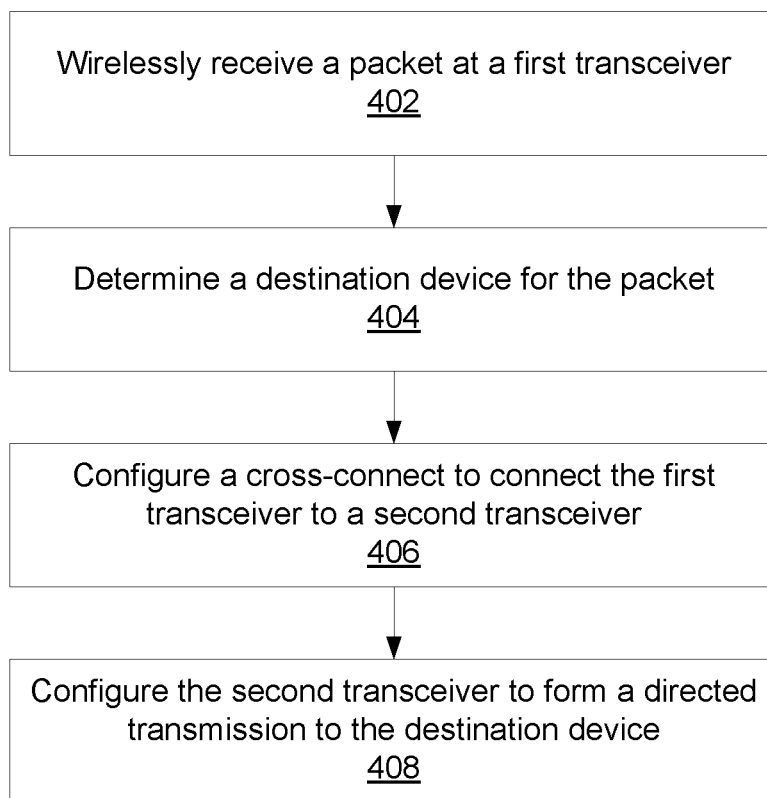 Wirelessly receive a packet at a first transceiver
402
Determine a destination device for the packet
404
Configure a cross-connect to connect the first
transceiver to a second transceiver
406
Configure the second transceiver to form a directed
transmission to the destination device
408